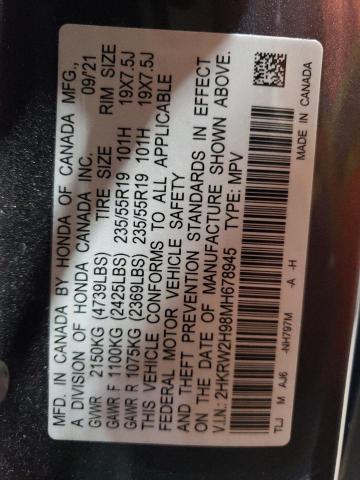 MFD. IN CANADA BY HONDA OF CANADA MFG.,
A DIVISION OF HONDA CANADA INC. 09/21
GVWR 2150KG (4739LBS) TIRE SIZE RIM SIZE
GAWR F 1100KG (2425LBS) 235/55R19 101H 19X7.5J
GAWR R 1075KG (2369LBS) 235/55R19 101H 19X7.5J
THIS VEHICLE CONFORMS TO ALL APPLICABLE
FEDERAL MOTOR VEHICLE SAFETY
AND THEFT PREVENTION STANDARDS IN EFFECT
ON THE DATE OF MANUFACTURE SHOWN ABOVE.
V.I.N.: 2HKRW2H98MH678945 TYPE: MPV
TLJ M AJ6 -NH797M -A -H MADE IN CANADA